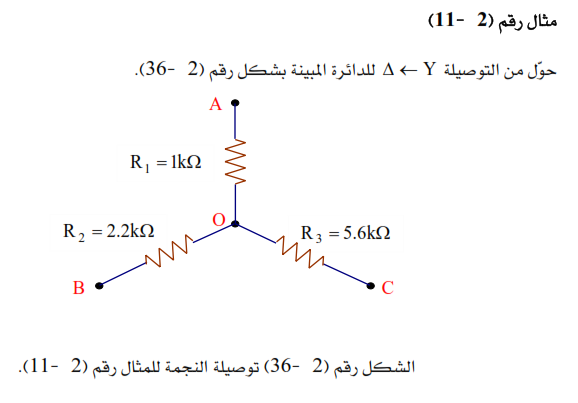 مثال رقم (2 -11)
حوّل من التوصيلة Δ ← Y للدائرة المبينة بشكل رقم (2 -36).
A
R₁ = 1kΩ
O
R₂ = 2.2kΩ
R₃ = 5.6kΩ
B
C
الشكل رقم (2 -36) توصيلة النجمة للمثال رقم (2 -11).